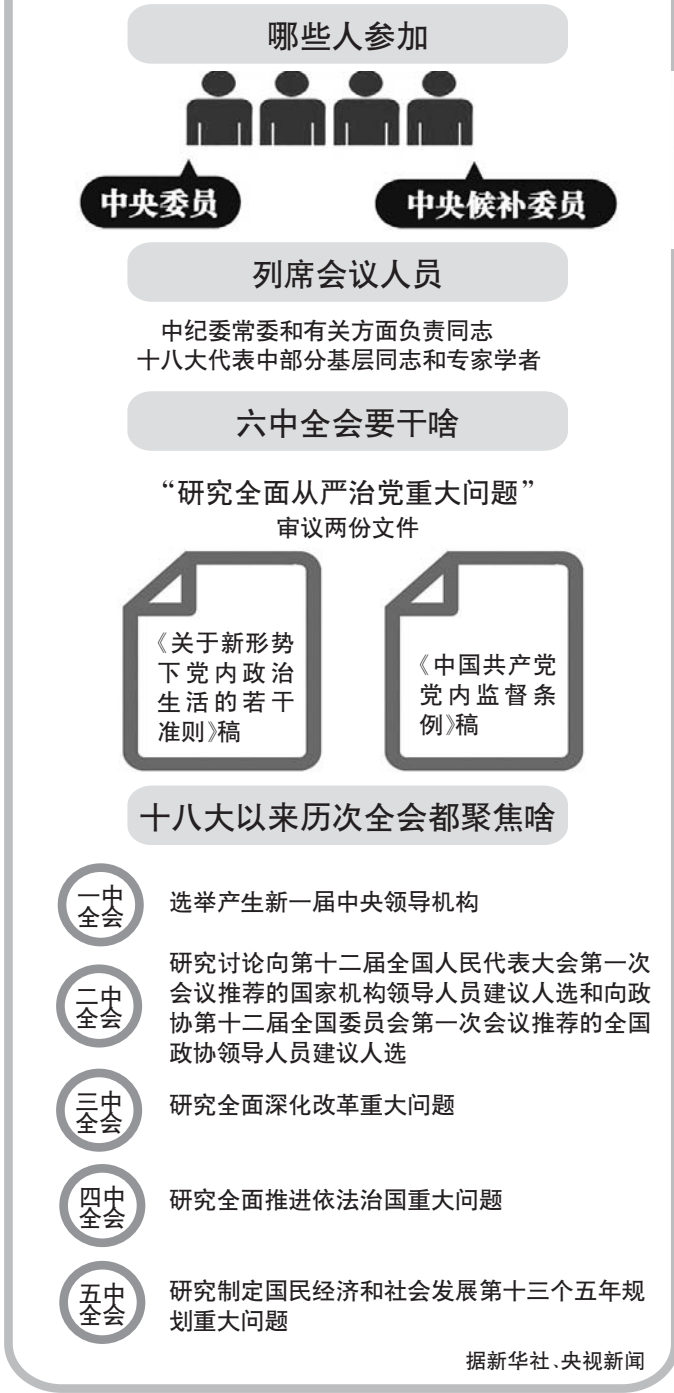 哪些人参加
中央委员
中央候补委员
列席会议人员
中纪委常委和有关方面负责同志
十八大代表中部分基层同志和专家学者
六中全会要干啥
“研究全面从严治党重大问题”
审议两份文件
《关于新形势
下党内政治
生活的若干
准则》稿
《中国共产党
党内监督条
例》稿
十八大以来历次全会都聚焦啥
一中
全会
选举产生新一届中央领导机构
二中
全会
研究讨论向第十二届全国人民代表大会第一次
会议推荐的国家机构领导人员建议人选和向政
协第十二届全国委员会第一次会议推荐的全国
政协领导人员建议人选
三中
全会
研究全面深化改革重大问题
四中
全会
研究全面推进依法治国重大问题
五中
全会
研究制定国民经济和社会发展第十三个五年规
划重大问题
据新华社、央视新闻